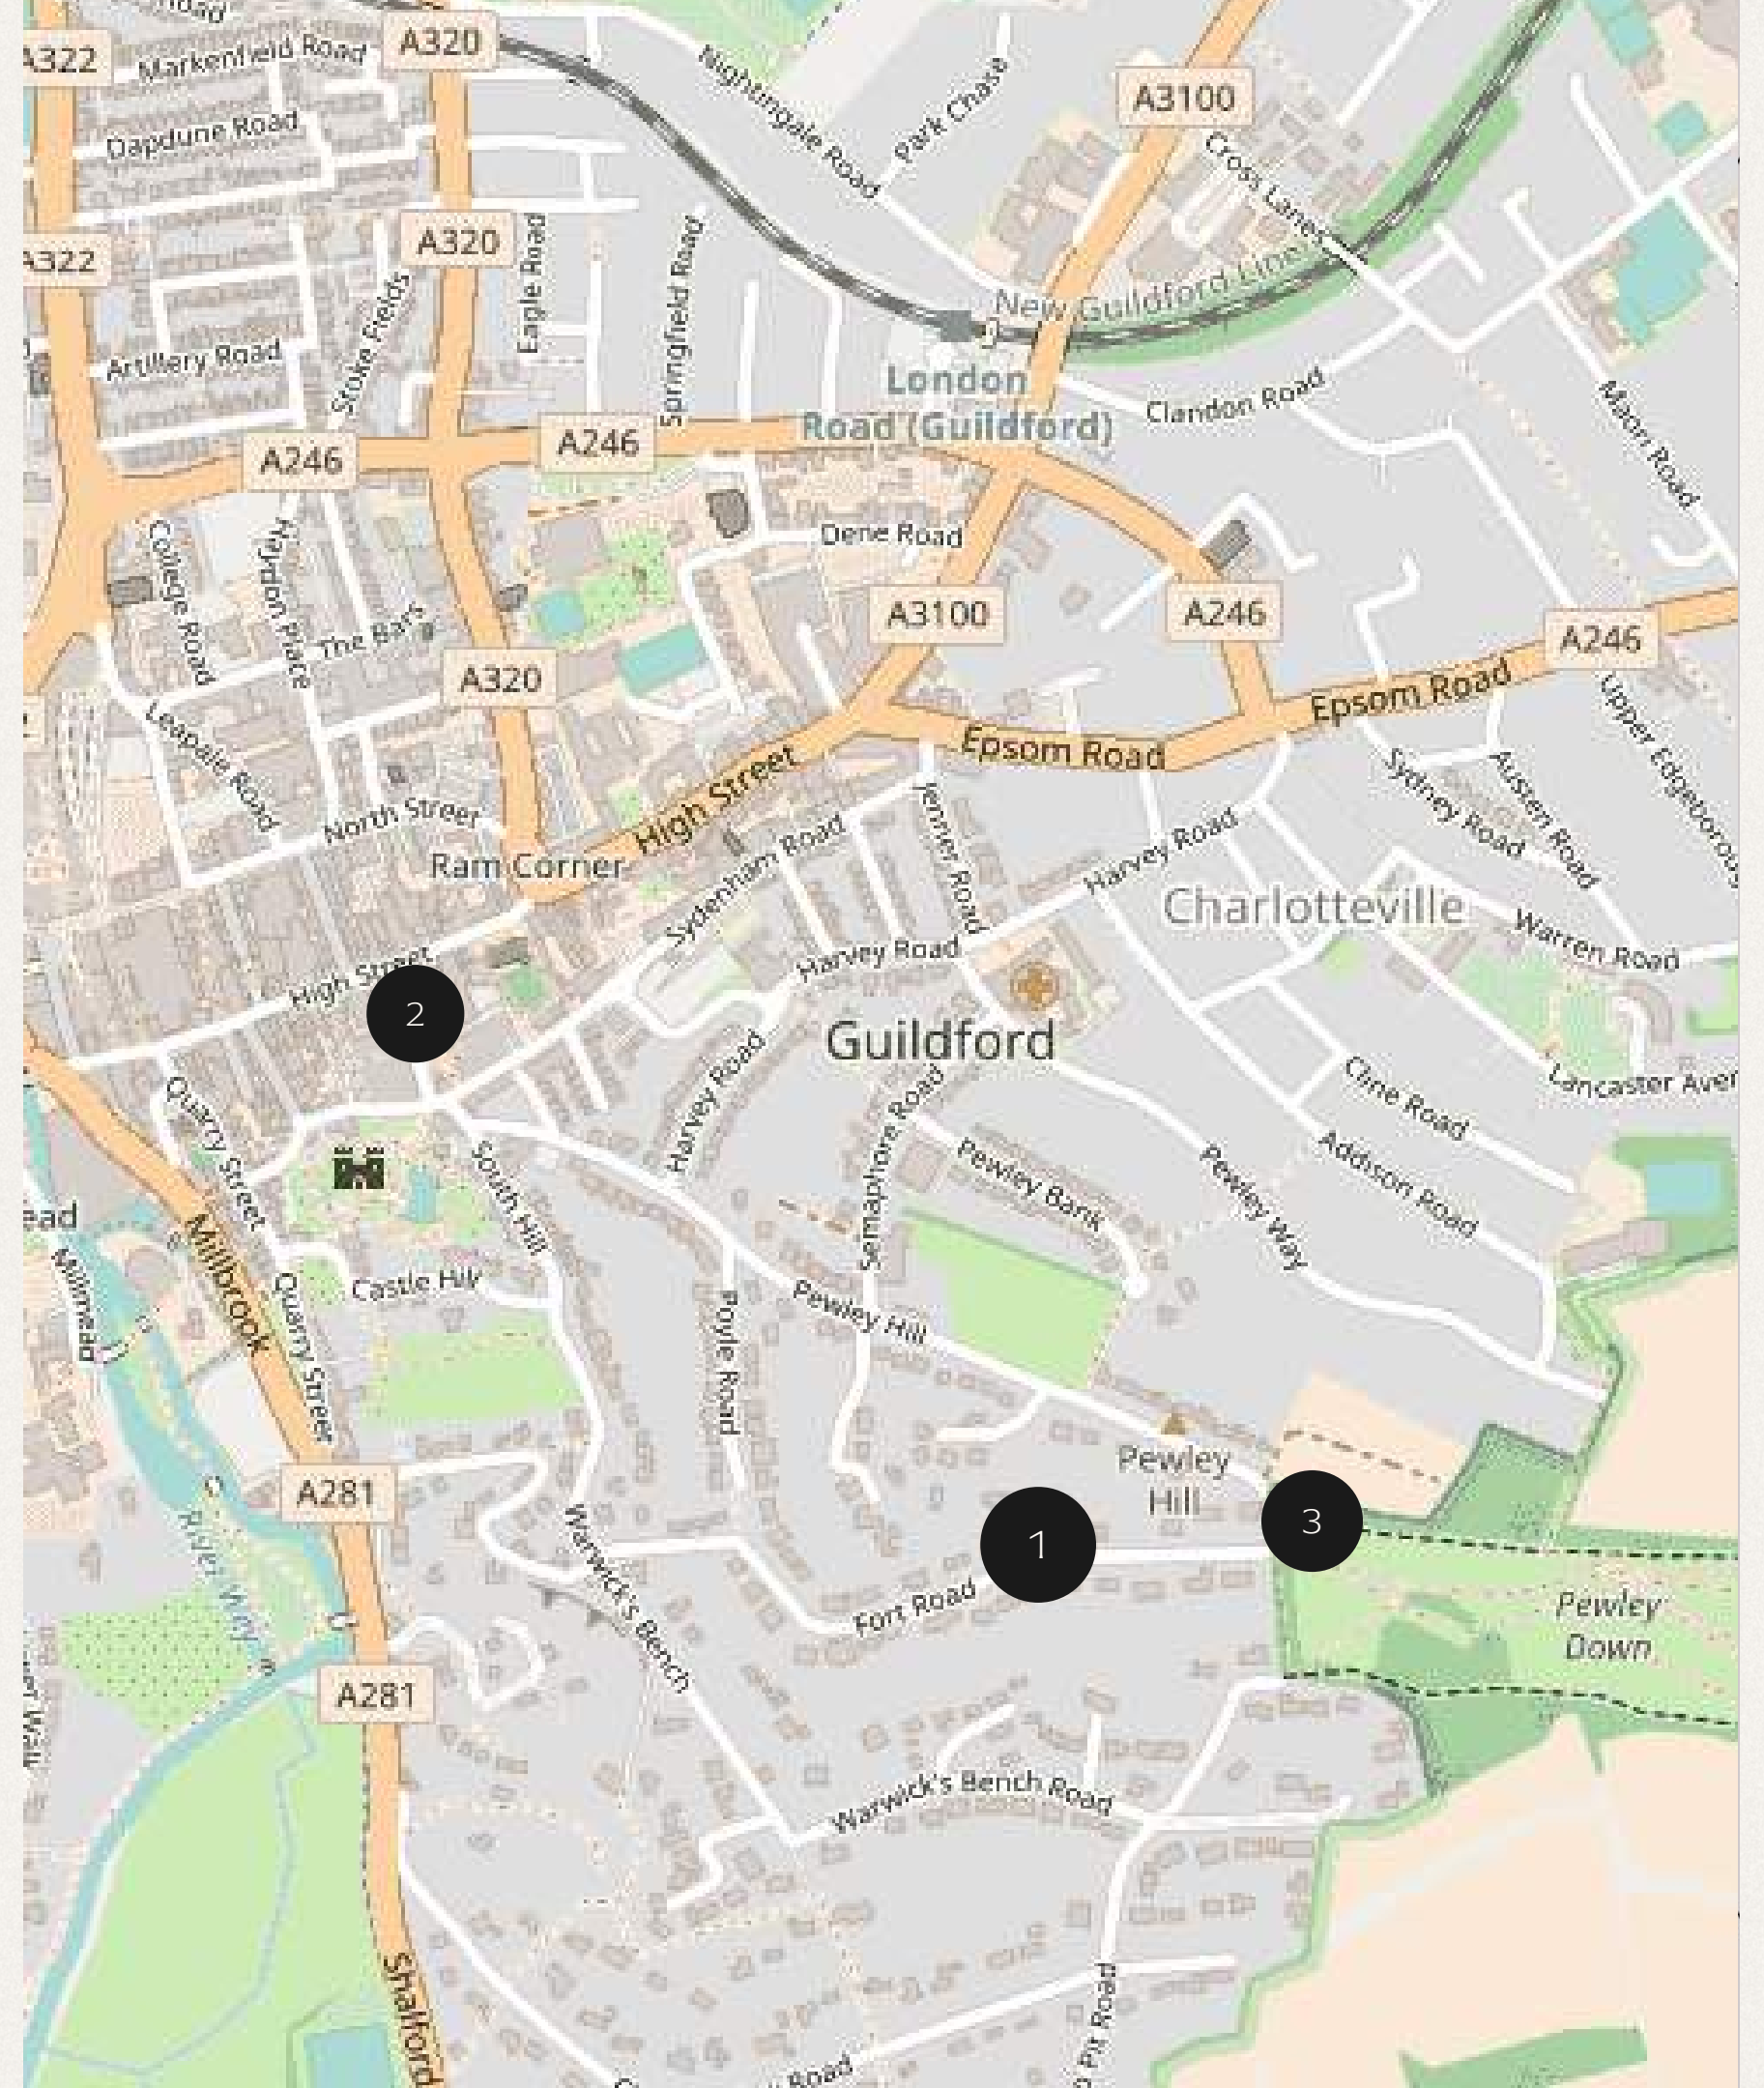 A322
Markenfield Road
A320
Nightingale Road
Park Chase
A3100
Dapdune Road
Cross Lanes
A322
A320
Eagle Road
Springfield Road
New Guildford Line
Stoke Fields
Artillery Road
London
Road (Guildford)
Clandon Road
Manor Road
A246
A246
College Road
Haydon Place
Dene Road
The Bars
A3100
A246
A246
A320
Leapale Road
Epsom Road
Epsom Road
Upper Edgeborough
High Street
Sydney Road
Austen Road
North Street
Jenner Road
Harvey Road
Ram Corner
Sydenham Road
Charlotteville
Warren Road
High Street
Harvey Road
2
Guildford
Quarry Street
Harvey Road
Semaphore Road
Cline Road
Lancaster Aven
South Hill
Pewley Bank
Pewley Way
Addison Road
ead
Millbrook
Millmead
Castle Hill
Quarry Street
Poyle Road
Pewley Hill
Pewley
Hill
A281
1
3
River Wey
Warwick's Bench
Fort Road
Pewley
Down
A281
Warwick's Bench Road
Shalford
Pit Road
Road